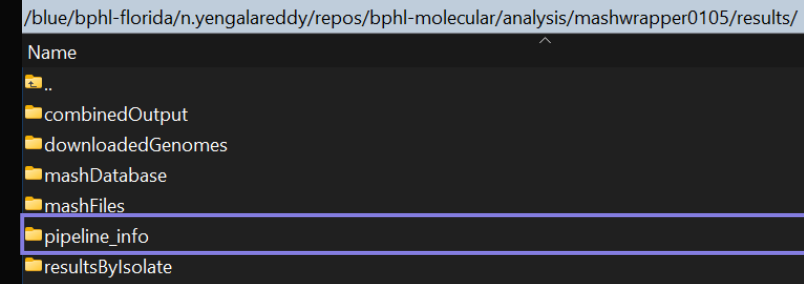 /blue/bphl-florida/n.yengalareddy/repos/bphl-molecular/analysis/mashwrapper0105/results/
Name
..
combinedOutput
downloadedGenomes
mashDatabase
mashFiles
pipeline_info
resultsByIsolate